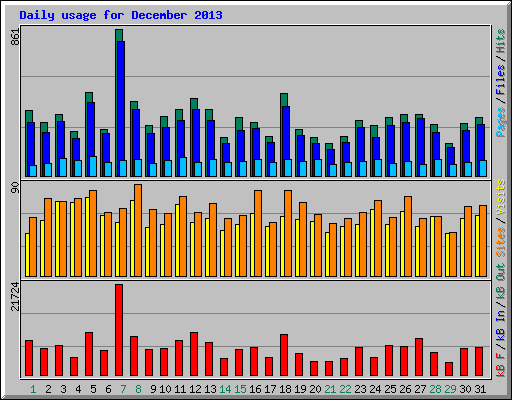 Daily usage for December 2013
861
Pages / Files / Hits
90
Sites / Visits
21724
kB F / kB In / kB Out
1 2 3 4 5 6 7 8 9 10 11 12 13 14 15 16 17 18 19 20 21 22 23 24 25 26 27 28 29 30 31